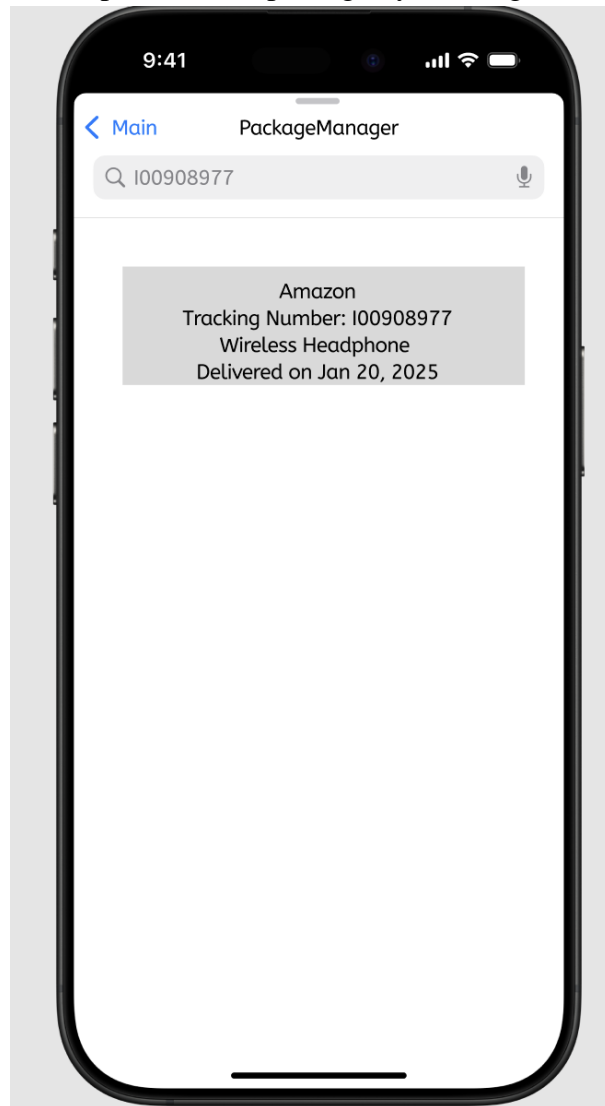 9:41
Main PackageManager
I00908977
Amazon
Tracking Number: I00908977
Wireless Headphone
Delivered on Jan 20, 2025